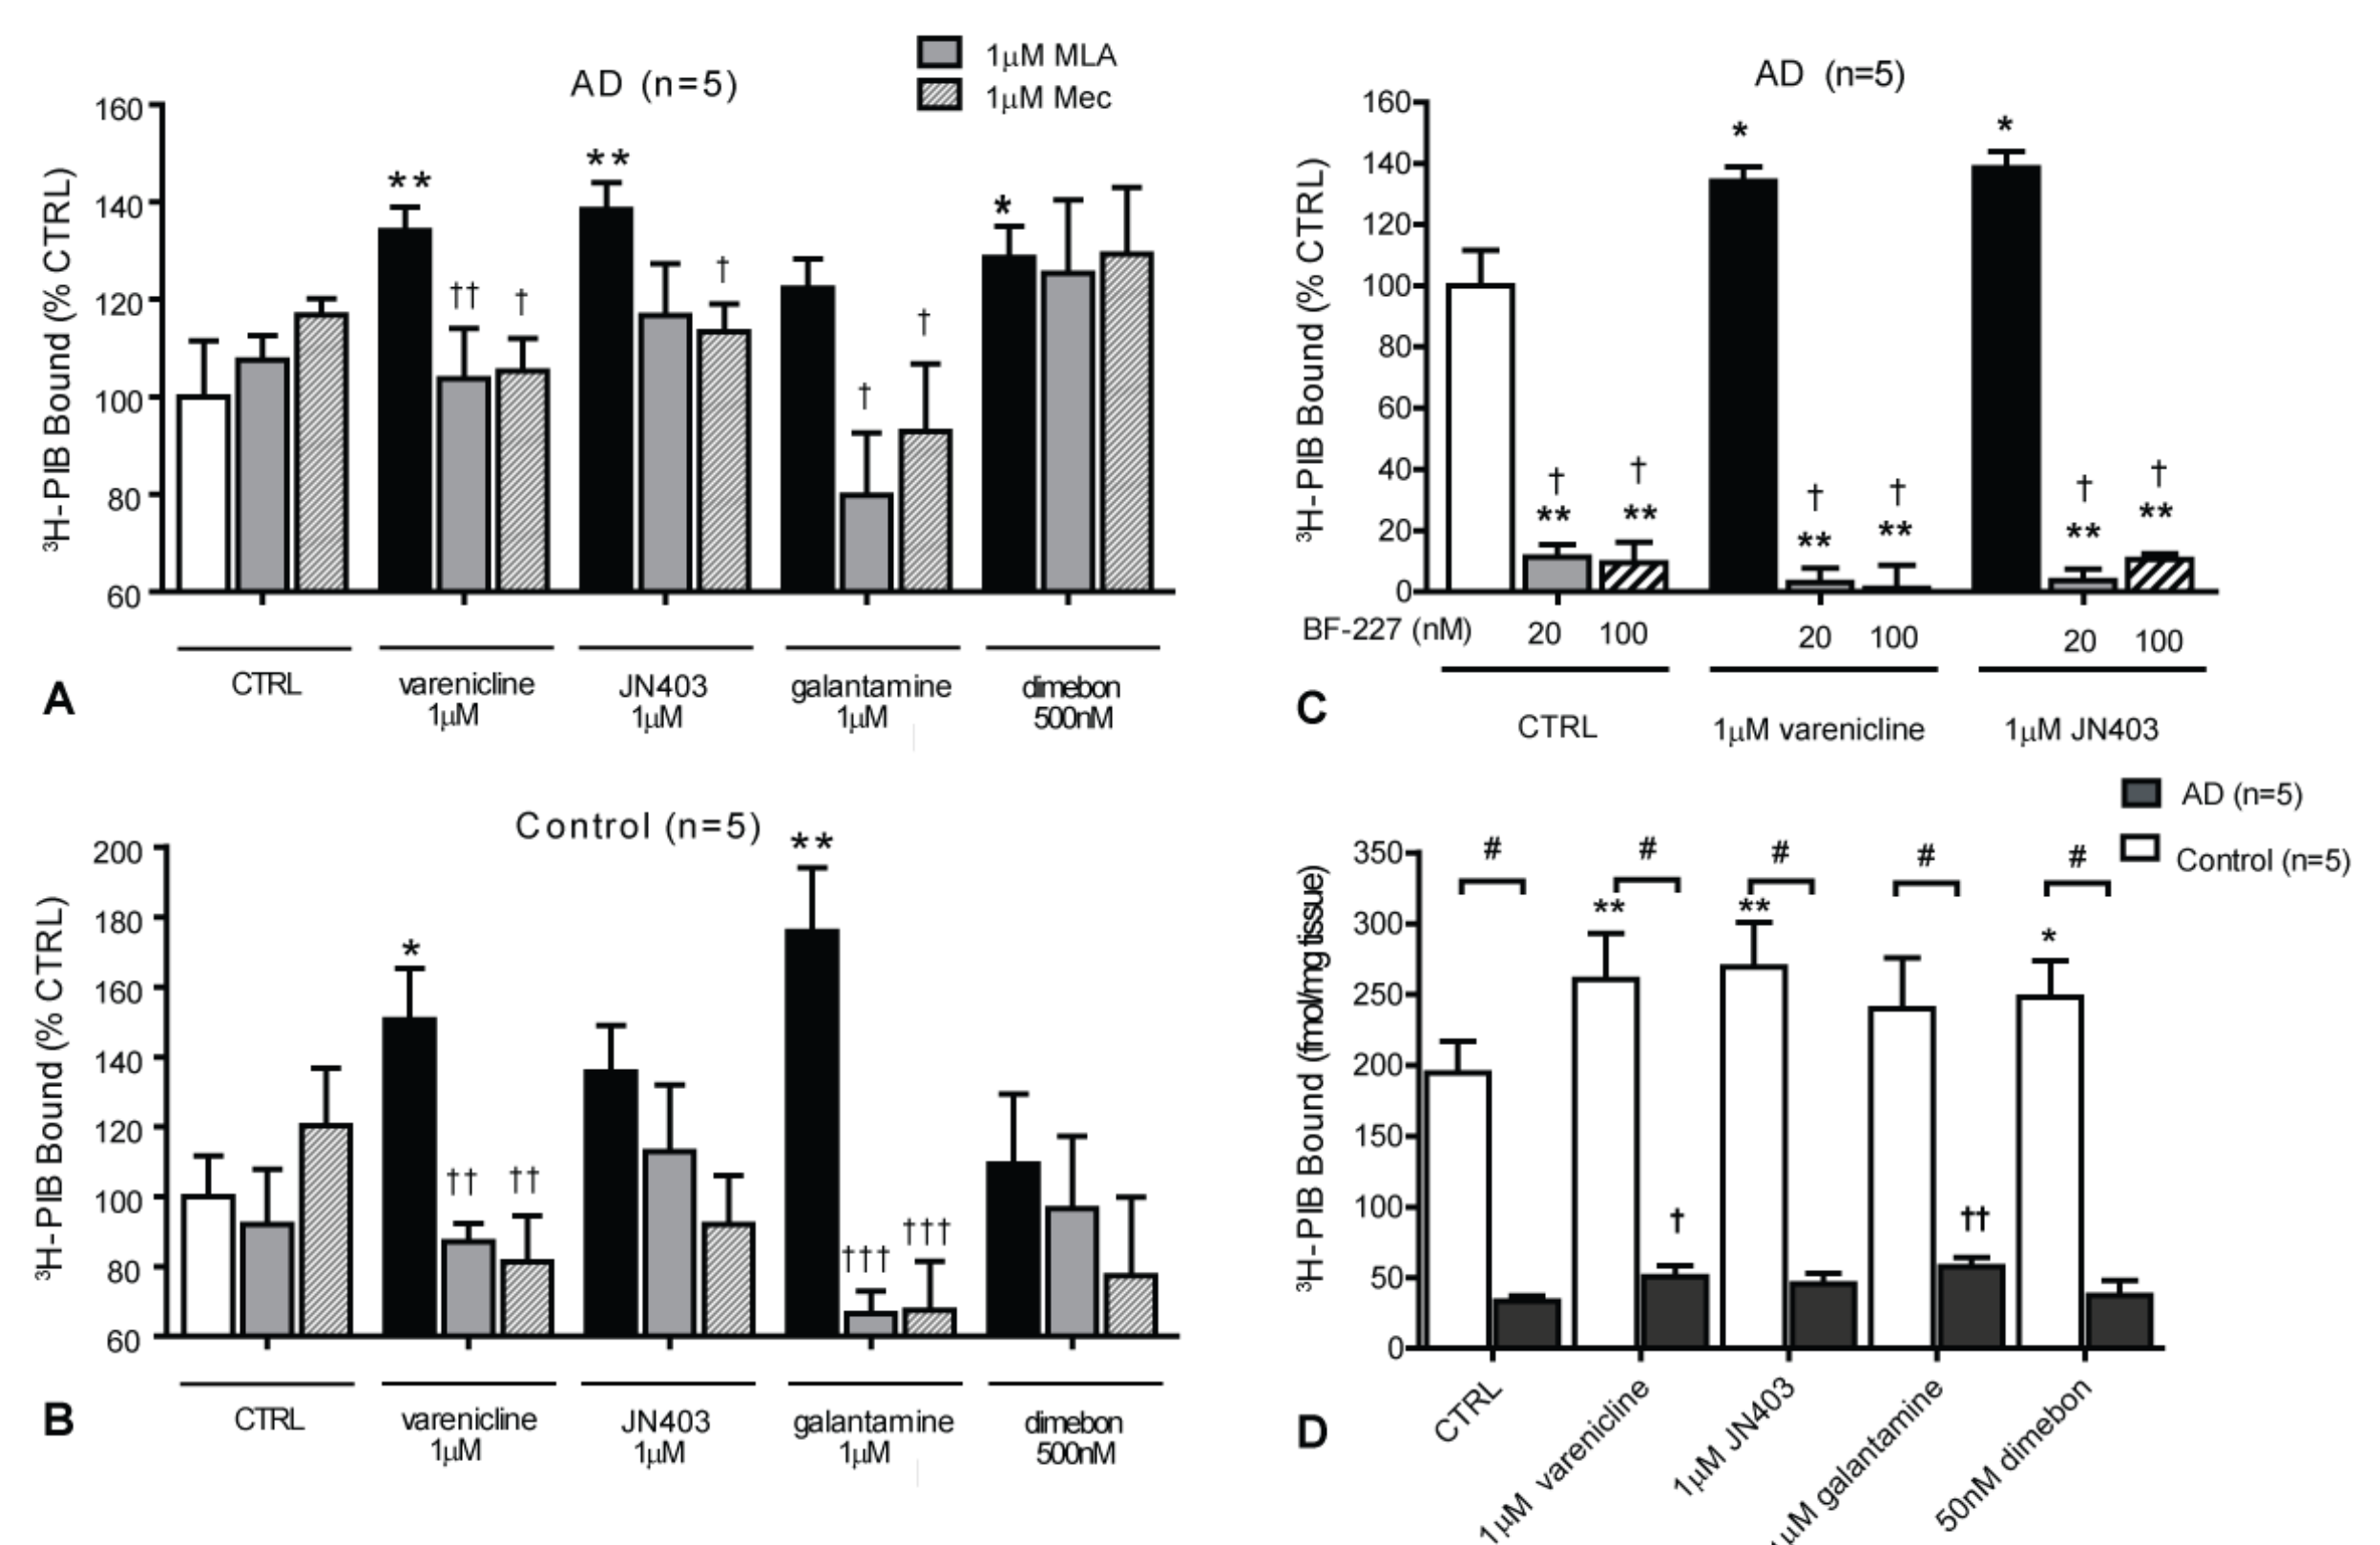 AD (n=5)
1μM MLA
1μM Mec
160
140
120
100
80
60
³H-PIB Bound (% CTRL)
** ** *
†† † † † †
CTRL
varenicline
1μM
JN403
1μM
galantamine
1μM
dimebon
500nM
A
Control (n=5)
200
180
160
140
120
100
80
60
³H-PIB Bound (% CTRL)
* **
†† †† ††† †††
CTRL
varenicline
1μM
JN403
1μM
galantamine
1μM
dimebon
500nM
B
AD (n=5)
160
140
120
100
80
60
40
20
0
³H-PIB Bound (% CTRL)
* *
† † † † † †
** ** ** ** ** **
BF-227 (nM) 20 100 20 100 20 100
CTRL
1μM varenicline
1μM JN403
C
AD (n=5)
Control (n=5)
350
300
250
200
150
100
50
0
³H-PIB Bound (fmol/mg tissue)
# # # # #
** ** *
† ††
CTRL
1μM varenicline
1μM JN403
μM galantamine
50nM dimebon
D